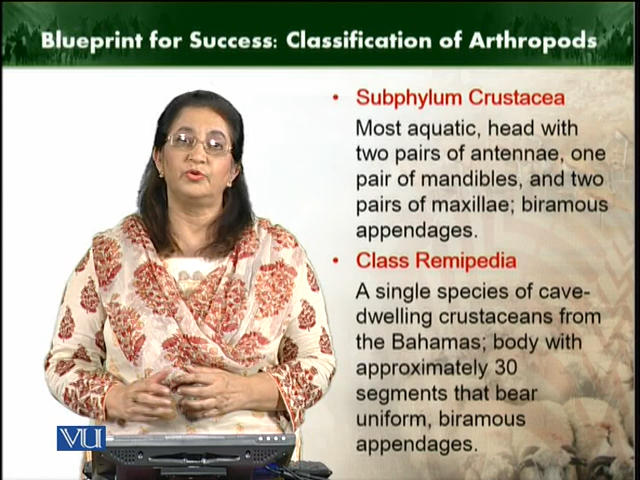 Blueprint for Success: Classification of Arthropods
• Subphylum Crustacea
Most aquatic, head with
two pairs of antennae, one
pair of mandibles, and two
pairs of maxillae; biramous
appendages.
• Class Remipedia
A single species of cave-
dwelling crustaceans from
the Bahamas; body with
approximately 30
segments that bear
uniform, biramous
appendages.
VU